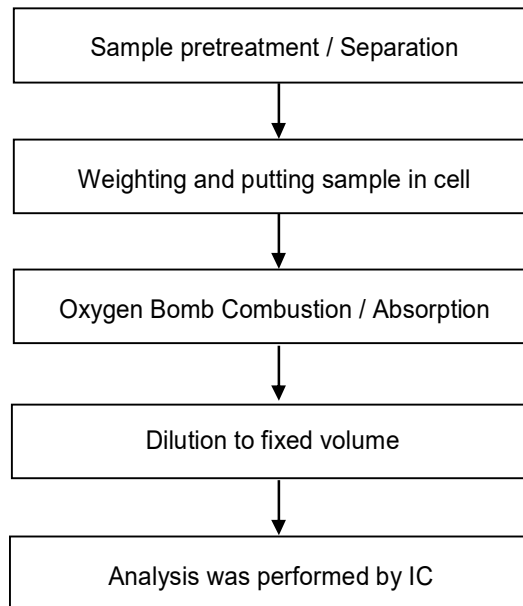 Sample pretreatment / Separation
Weighting and putting sample in cell
Oxygen Bomb Combustion / Absorption
Dilution to fixed volume
Analysis was performed by IC